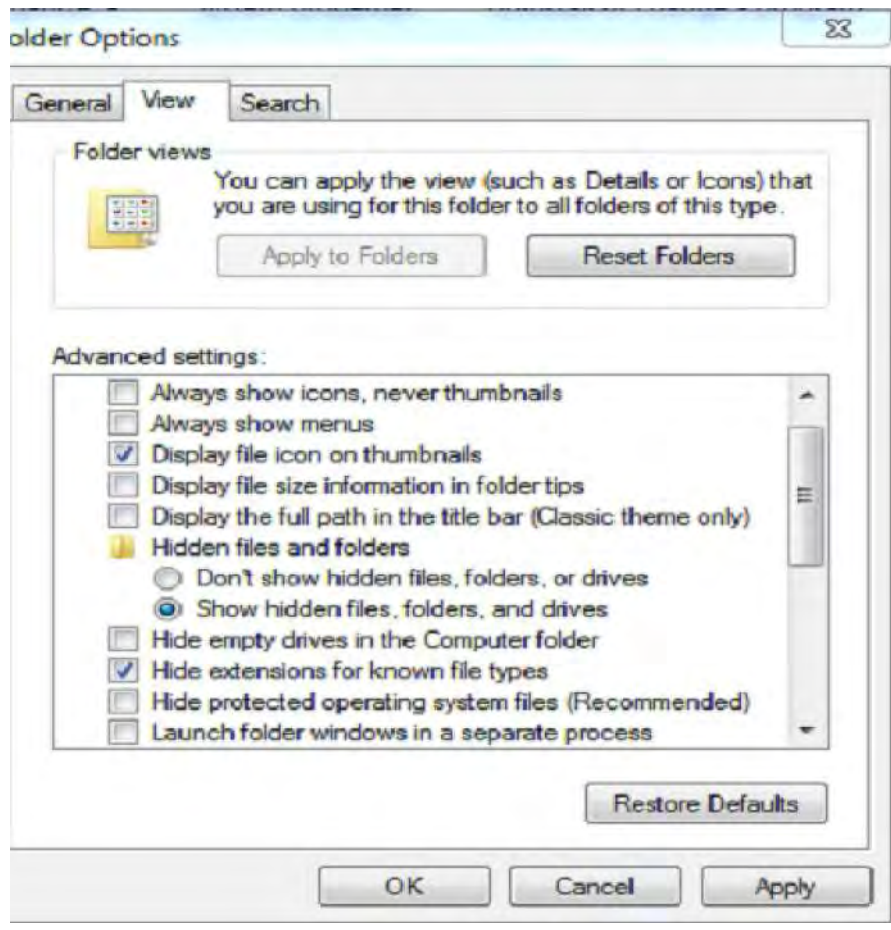 older Options
General View Search
Folder views
You can apply the view (such as Details or Icons) that
you are using for this folder to all folders of this type.
Apply to Folders Reset Folders
Advanced settings:
Always show icons, never thumbnails
Always show menus
Display file icon on thumbnails
Display file size information in folder tips
Display the full path in the title bar (Classic theme only)
Hidden files and folders
Don't show hidden files, folders, or drives
Show hidden files, folders, and drives
Hide empty drives in the Computer folder
Hide extensions for known file types
Hide protected operating system files (Recommended)
Launch folder windows in a separate process
Restore Defaults
OK Cancel Apply